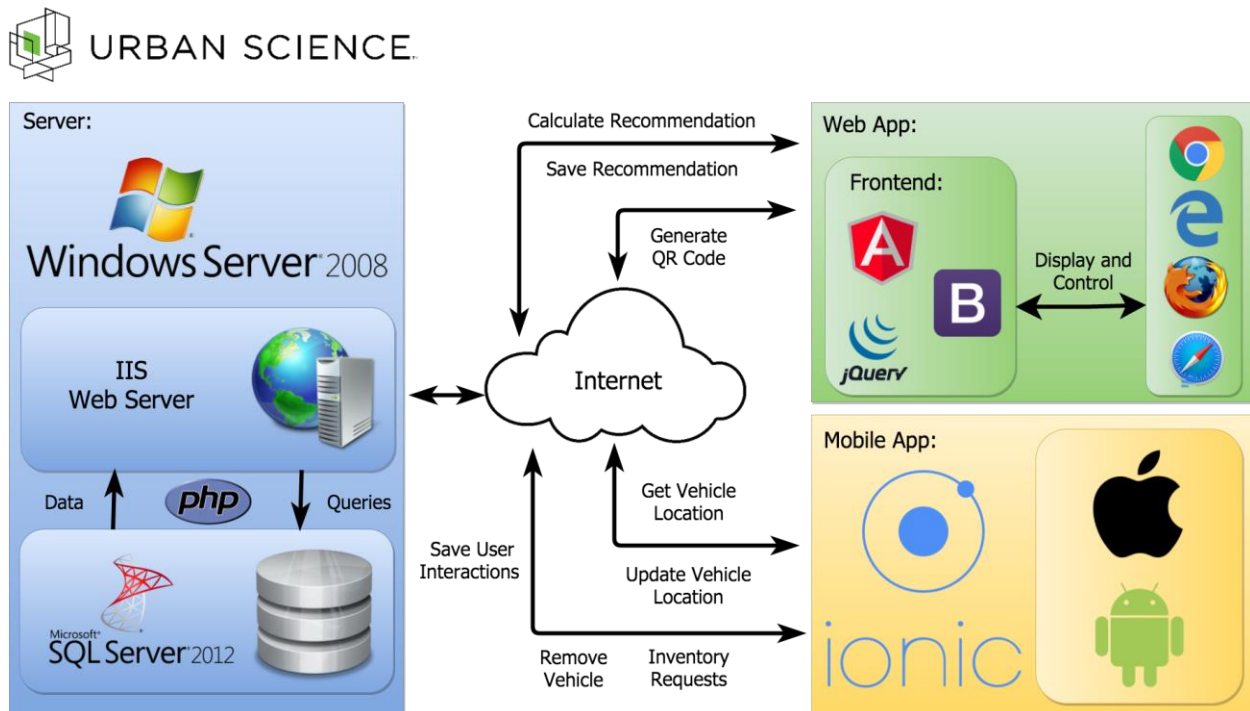 URBAN SCIENCE
Server:
Windows Server 2008
IIS
Web Server
Data
php
Queries
Microsoft
SQL Server 2012
Calculate Recommendation
Save Recommendation
Generate
QR Code
Internet
Get Vehicle
Location
Save User
Interactions
Update Vehicle
Location
Remove
Vehicle
Inventory
Requests
Web App:
Frontend:
A
B
jQuery
Display and
Control
Mobile App:
ionic